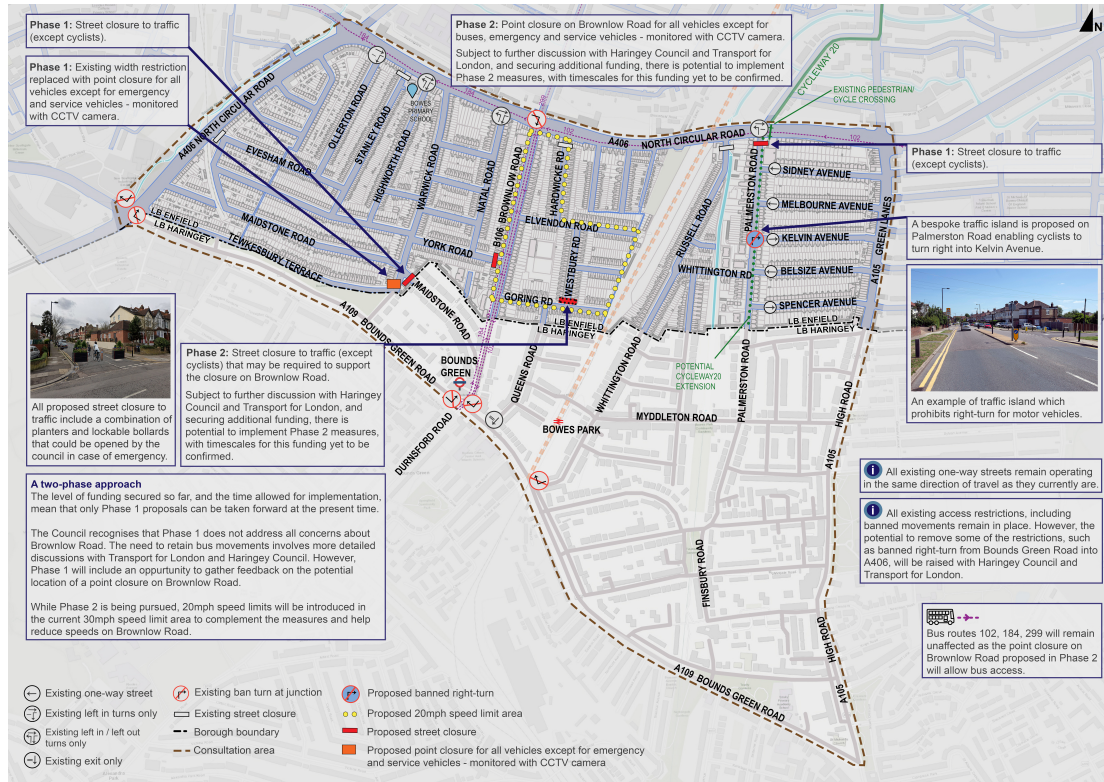 Phase 1: Street closure to traffic
(except cyclists).
Phase 1: Existing width restriction
replaced with point closure for all
vehicles except for emergency
and service vehicles - monitored
with CCTV camera.
Phase 2: Point closure on Brownlow Road for all vehicles except for
buses, emergency and service vehicles - monitored with CCTV camera.
Subject to further discussion with Haringey Council and Transport for
London, and securing additional funding, there is potential to implement
Phase 2 measures, with timescales for this funding yet to be confirmed.
N
184
CYCLEWAY 20
EXISTING PEDESTRIAN/
CYCLE CROSSING
BOWES
PRIMARY
SCHOOL
A406 NORTH CIRCULAR ROAD
OLLERTON ROAD
STANLEY ROAD
HIGHWORTH ROAD
WARWICK ROAD
NATAL ROAD
B106 BROWNLOW ROAD
HARDWICKE RD
102
A406
NORTH CIRCULAR ROAD
102
Phase 1: Street closure to traffic
(except cyclists).
EVESHAM ROAD
SIDNEY AVENUE
MELBOURNE AVENUE
PALMERSTON ROAD
RUSSELL ROAD
ELVENDON ROAD
WESTBURY RD
KELVIN AVENUE
GREEN LANES
A105
A bespoke traffic island is proposed on
Palmerston Road enabling cyclists to
turn right into Kelvin Avenue.
LB ENFIELD
LB HARINGEY
MAIDSTONE ROAD
TEWKESBURY TERRACE
YORK ROAD
WHITTINGTON RD
BELSIZE AVENUE
SPENCER AVENUE
GORING RD
LB ENFIELD
LB HARINGEY
LB ENFIELD
LB HARINGEY
MAIDSTONE ROAD
A109 BOUNDS GREEN ROAD
Phase 2: Street closure to traffic (except
cyclists) that may be required to support
the closure on Brownlow Road.
Subject to further discussion with Haringey
Council and Transport for London, and
securing additional funding, there is
potential to implement Phase 2 measures,
with timescales for this funding yet to be
confirmed.
BOUNDS
GREEN
QUEENS ROAD
WHITTINGTON ROAD
POTENTIAL
CYCLEWAY20
EXTENSION
PALMERSTON ROAD
HIGH ROAD
MYDDLETON ROAD
BOWES PARK
DURNSFORD ROAD
An example of traffic island which
prohibits right-turn for motor vehicles.
All proposed street closure to
traffic include a combination of
planters and lockable bollards
that could be opened by the
council in case of emergency.
A105
All existing one-way streets remain operating
in the same direction of travel as they currently are.
All existing access restrictions, including
banned movements remain in place. However, the
potential to remove some of the restrictions, such
as banned right-turn from Bounds Green Road into
A406, will be raised with Haringey Council and
Transport for London.
A two-phase approach
The level of funding secured so far, and the time allowed for implementation,
mean that only Phase 1 proposals can be taken forward at the present time.
The Council recognises that Phase 1 does not address all concerns about
Brownlow Road. The need to retain bus movements involves more detailed
discussions with Transport for London and Haringey Council. However,
Phase 1 will include an opportunity to gather feedback on the potential
location of a point closure on Brownlow Road.
While Phase 2 is being pursued, 20mph speed limits will be introduced in
the current 30mph speed limit area to complement the measures and help
reduce speeds on Brownlow Road.
FINSBURY ROAD
HIGH ROAD
A105
A109 BOUNDS GREEN ROAD
Bus routes 102, 184, 299 will remain
unaffected as the point closure on
Brownlow Road proposed in Phase 2
will allow bus access.
Existing one-way street
Existing left in turns only
Existing left in / left out
turns only
Existing exit only
Existing ban turn at junction
Existing street closure
Borough boundary
Consultation area
Proposed banned right-turn
Proposed 20mph speed limit area
Proposed street closure
Proposed point closure for all vehicles except for emergency
and service vehicles - monitored with CCTV camera